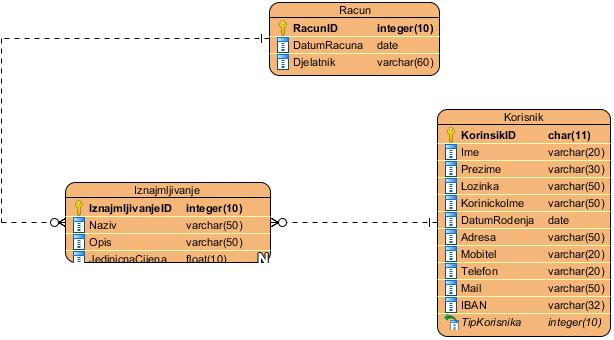 Racun
RacunID integer(10)
DatumRacuna date
Djelatnik varchar(60)
Korisnik
KorinsikID char(11)
Ime varchar(20)
Prezime varchar(30)
Lozinka varchar(50)
KorinickoIme varchar(50)
DatumRođenja date
Adresa varchar(50)
Mobitel varchar(20)
Telefon varchar(20)
Mail varchar(50)
IBAN varchar(32)
TipKorisnika integer(10)
Iznajmljivanje
IznajmljivanjeID integer(10)
Naziv varchar(50)
Opis varchar(50)
JedinicnaCijena float(10) N